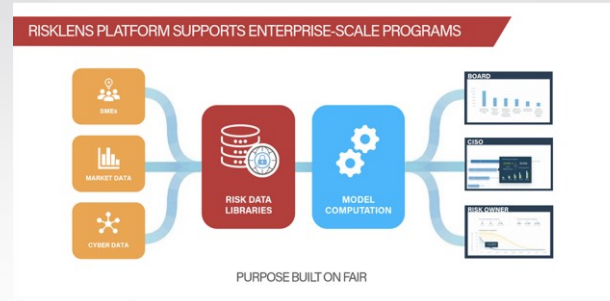 RISKLENS PLATFORM SUPPORTS ENTERPRISE-SCALE PROGRAMS
SMEs
MARKET DATA
CYBER DATA
RISK DATA
LIBRARIES
MODEL
COMPUTATION
BOARD
CISO
RISK OWNER
PURPOSE BUILT ON FAIR